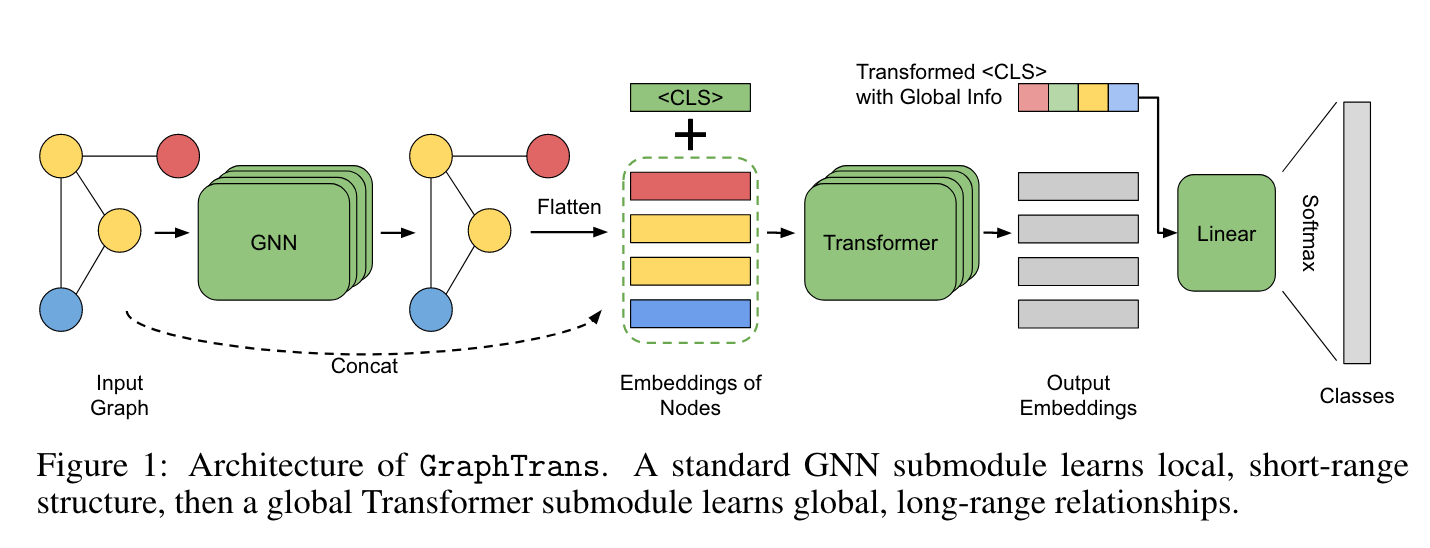 Transformed <CLS>
with Global Info
<CLS>
+
Flatten
GNN
Transformer
Linear
Softmax
Concat
Input
Graph
Embeddings of
Nodes
Output
Embeddings
Classes
Figure 1: Architecture of GraphTrans. A standard GNN submodule learns local, short-range
structure, then a global Transformer submodule learns global, long-range relationships.